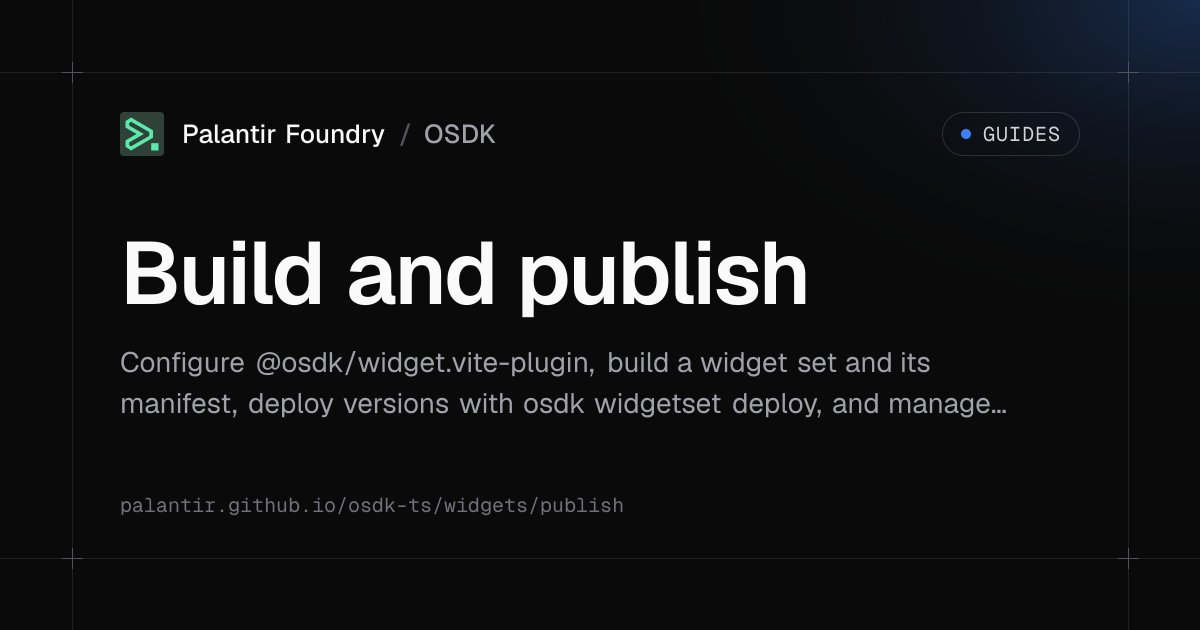 Palantir Foundry / OSDK
GUIDES
Build and publish
Configure @osdk/widget.vite-plugin, build a widget set and its
manifest, deploy versions with osdk widgetset deploy, and manage…
palantir.github.io/osdk-ts/widgets/publish